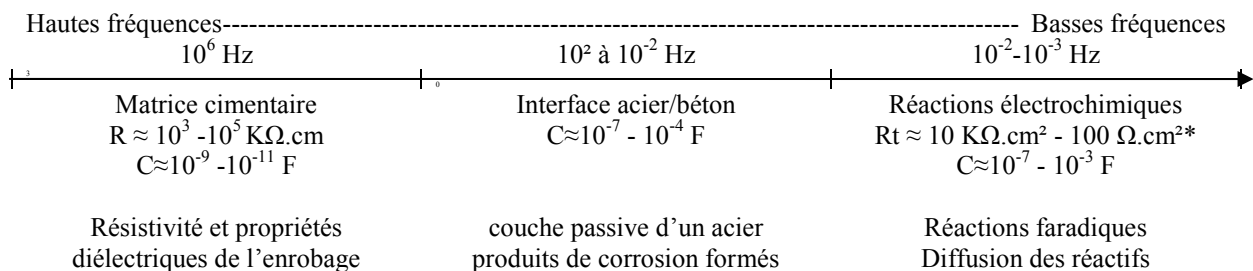 Hautes fréquences------------------------------------------------------------------------------------------------ Basses fréquences
10⁶ Hz 10² à 10⁻² Hz 10⁻²-10⁻³ Hz
3
0
Matrice cimentaire Interface acier/béton Réactions électrochimiques
R ≈ 10³ -10⁵ KΩ.cm C≈10⁻⁷ - 10⁻⁴ F Rt ≈ 10 KΩ.cm² - 100 Ω.cm²*
C≈10⁻⁹ -10⁻¹¹ F C≈10⁻⁷ - 10⁻³ F
Résistivité et propriétés couche passive d’un acier Réactions faradiques
diélectriques de l’enrobage produits de corrosion formés Diffusion des réactifs